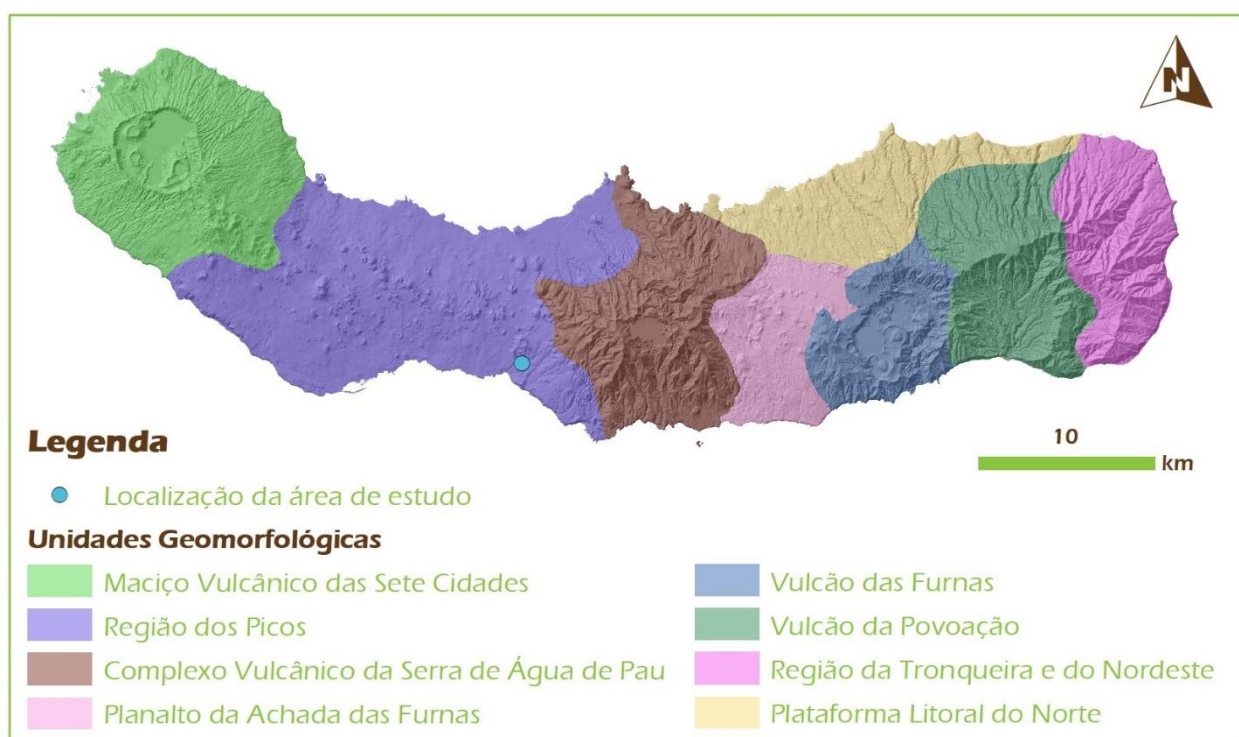 N
Legenda
10
km
Localização da área de estudo
Unidades Geomorfológicas
Maciço Vulcânico das Sete Cidades
Região dos Picos
Complexo Vulcânico da Serra de Água de Pau
Planalto da Achada das Furnas
Vulcão das Furnas
Vulcão da Povoação
Região da Tronqueira e do Nordeste
Plataforma Litoral do Norte